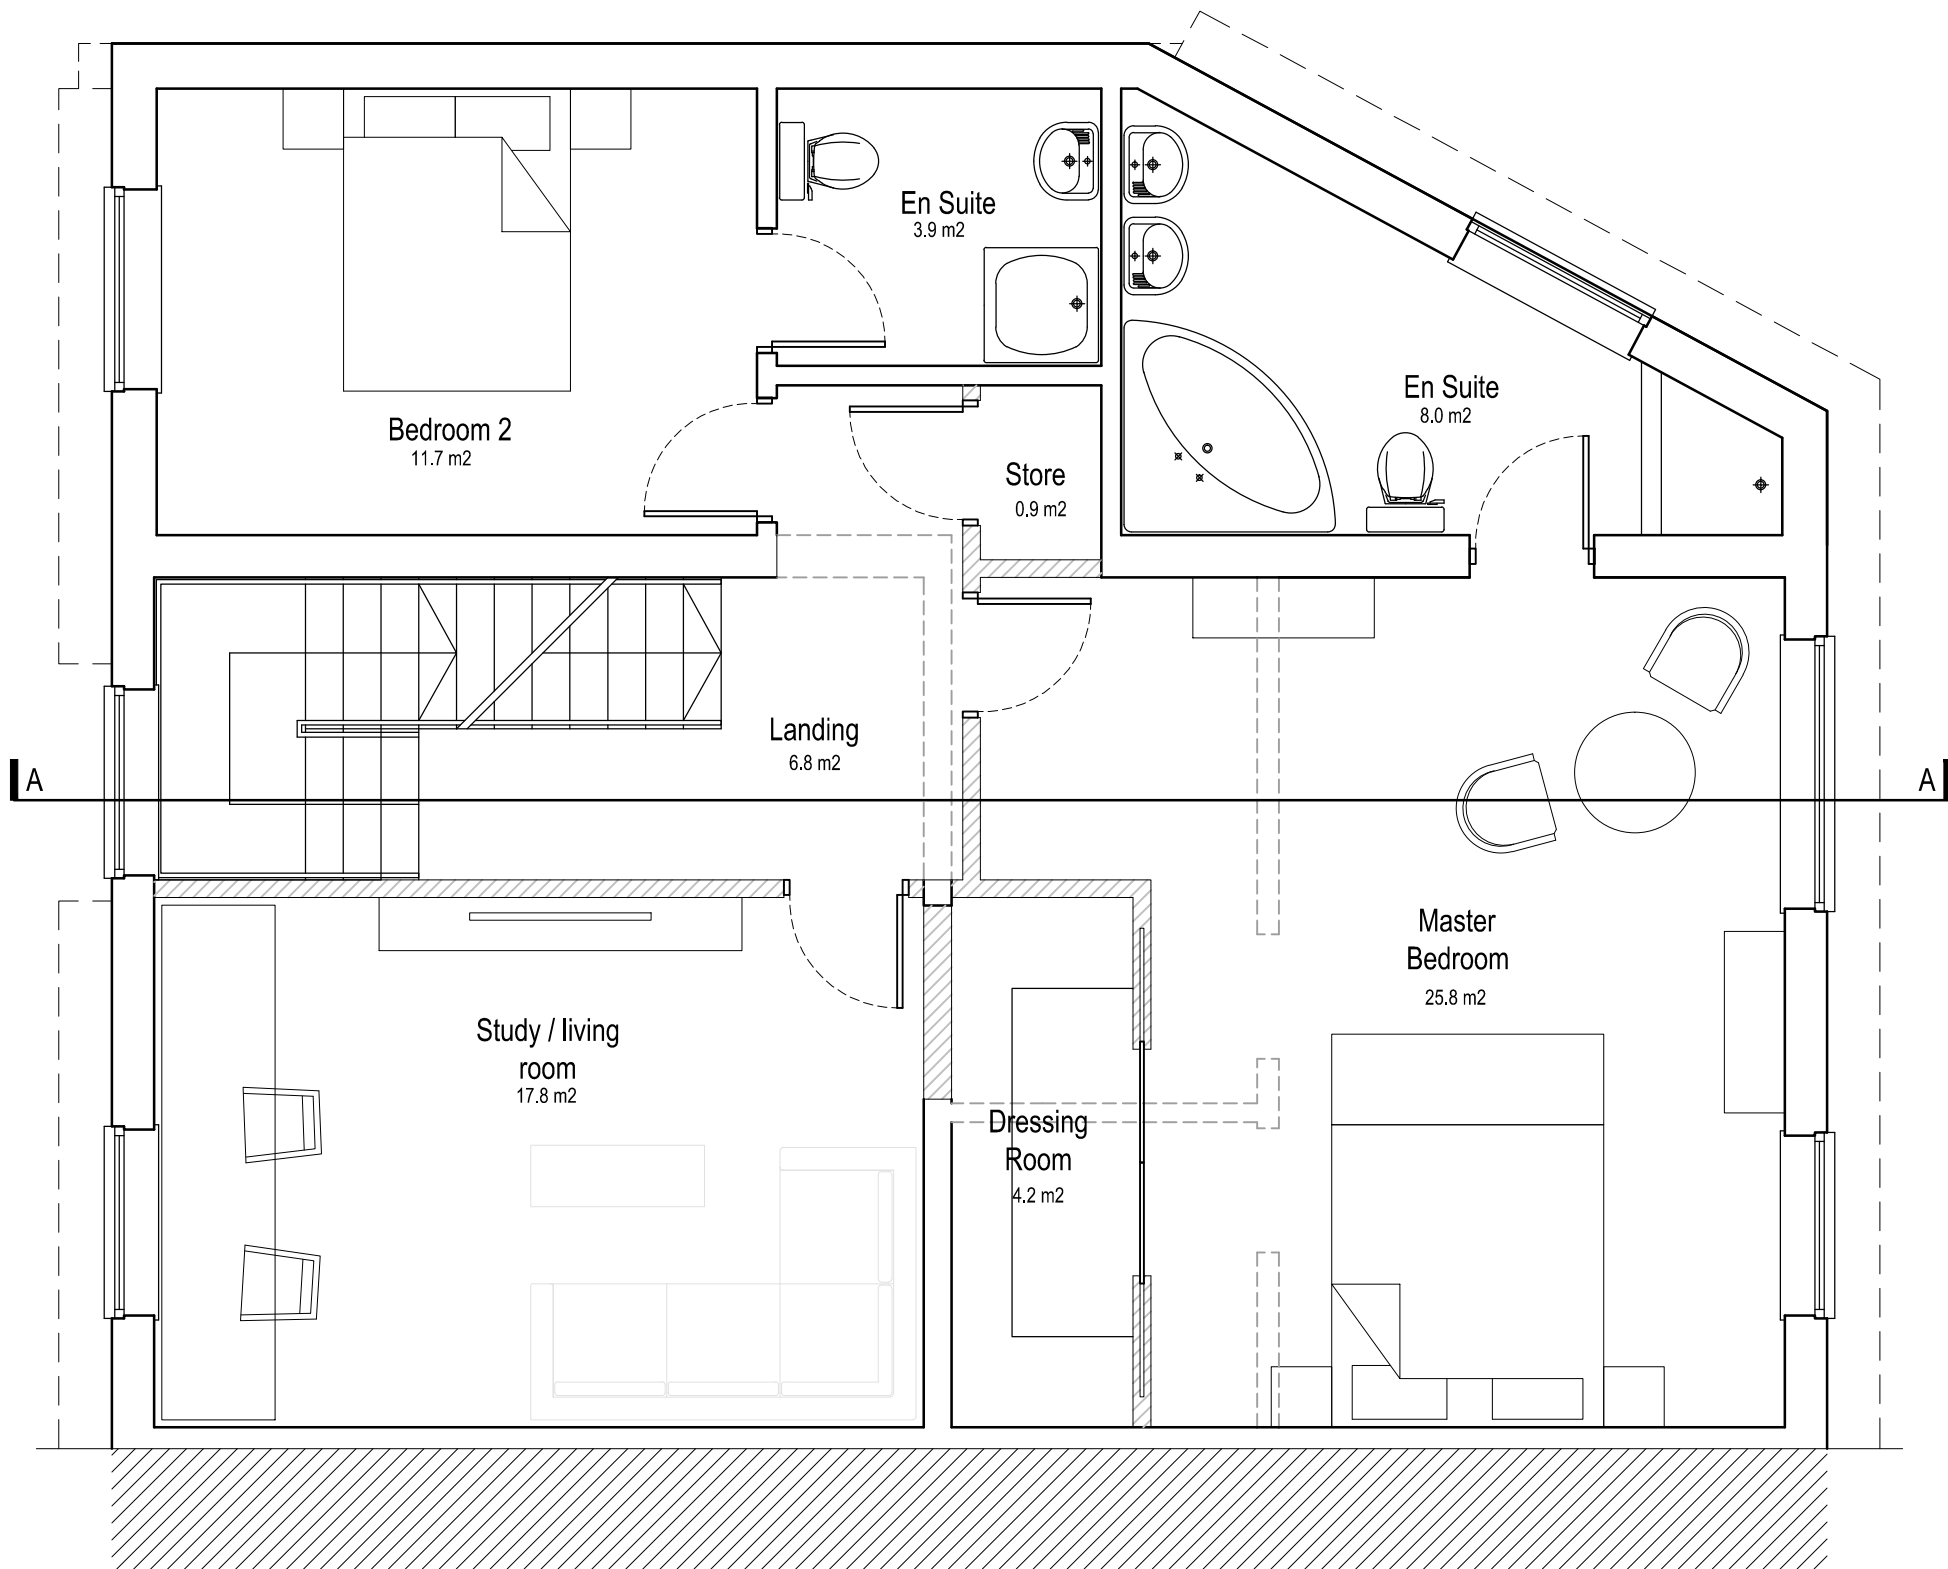 En Suite
3.9 m2
En Suite
8.0 m2
Bedroom 2
11.7 m2
Store
0.9 m2
Landing
6.8 m2
A
A
Master
Bedroom
25.8 m2
Study / living
room
17.8 m2
Dressing
Room
4.2 m2